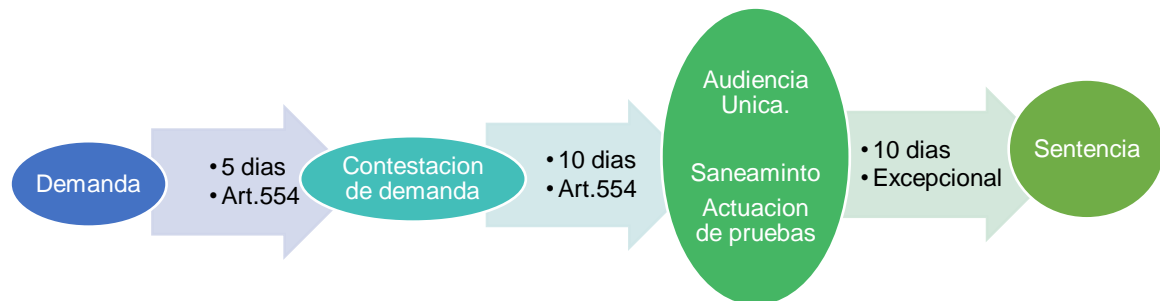 Demanda
• 5 dias
• Art.554
Contestacion
de demanda
• 10 dias
• Art.554
Audiencia
Unica.
Saneaminto
Actuacion
de pruebas
• 10 dias
• Excepcional
Sentencia